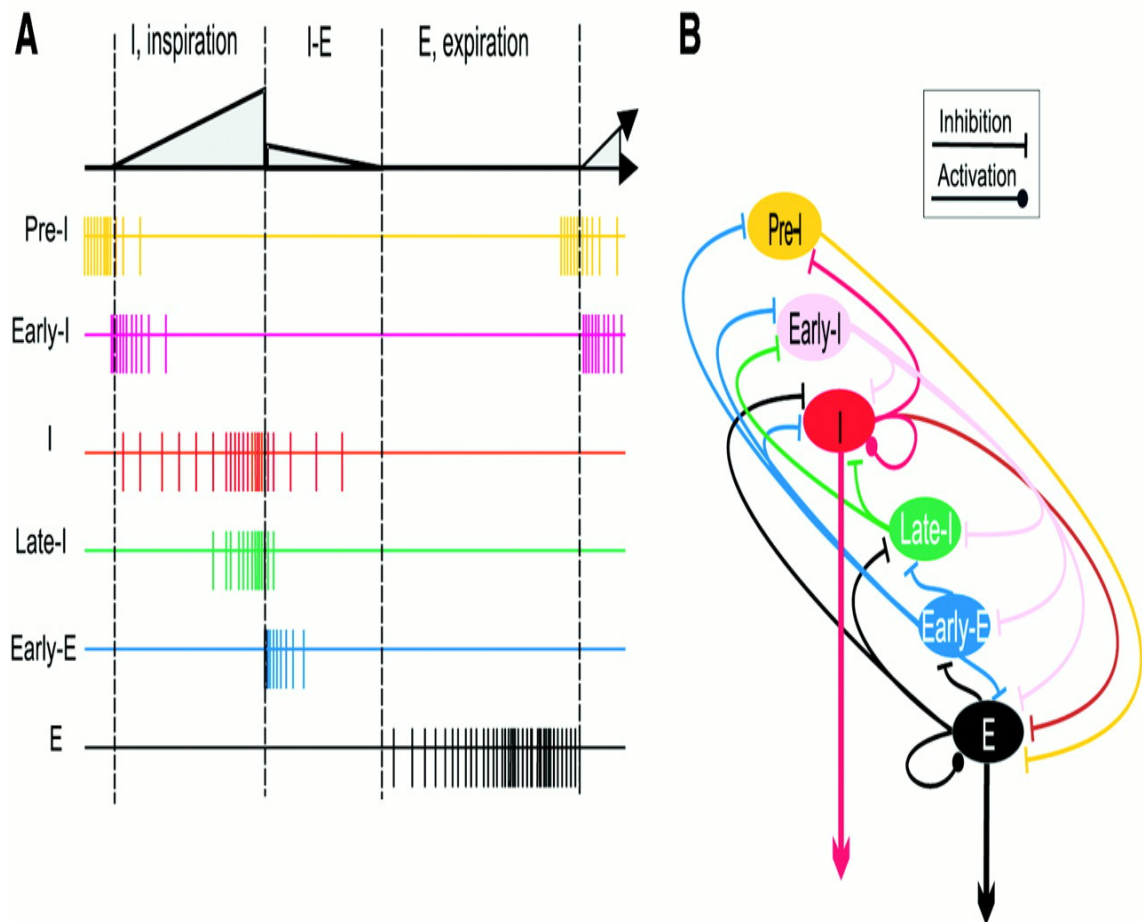 A
I, inspiration
I-E
E, expiration
Pre-I
Early-I
I
Late-I
Early-E
E
B
Inhibition
Activation
Pre-I
Early-I
I
Late-I
Early-E
E